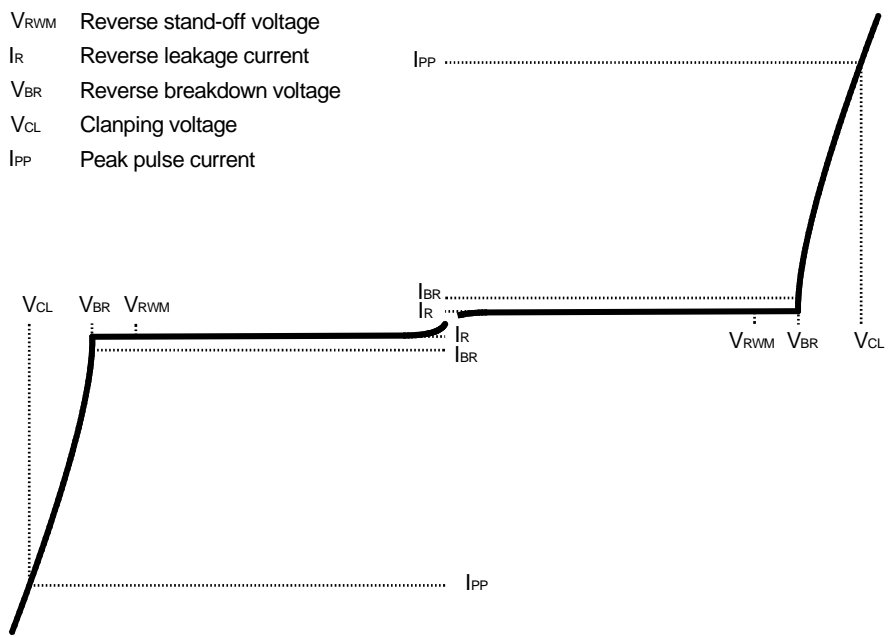 VRWM Reverse stand-off voltage
IR Reverse leakage current
VBR Reverse breakdown voltage
VCL Clanping voltage
IPP Peak pulse current
IPP
IBR
IR
VCL VBR VRWM
IR
IBR
VRWM VBR VCL
IPP